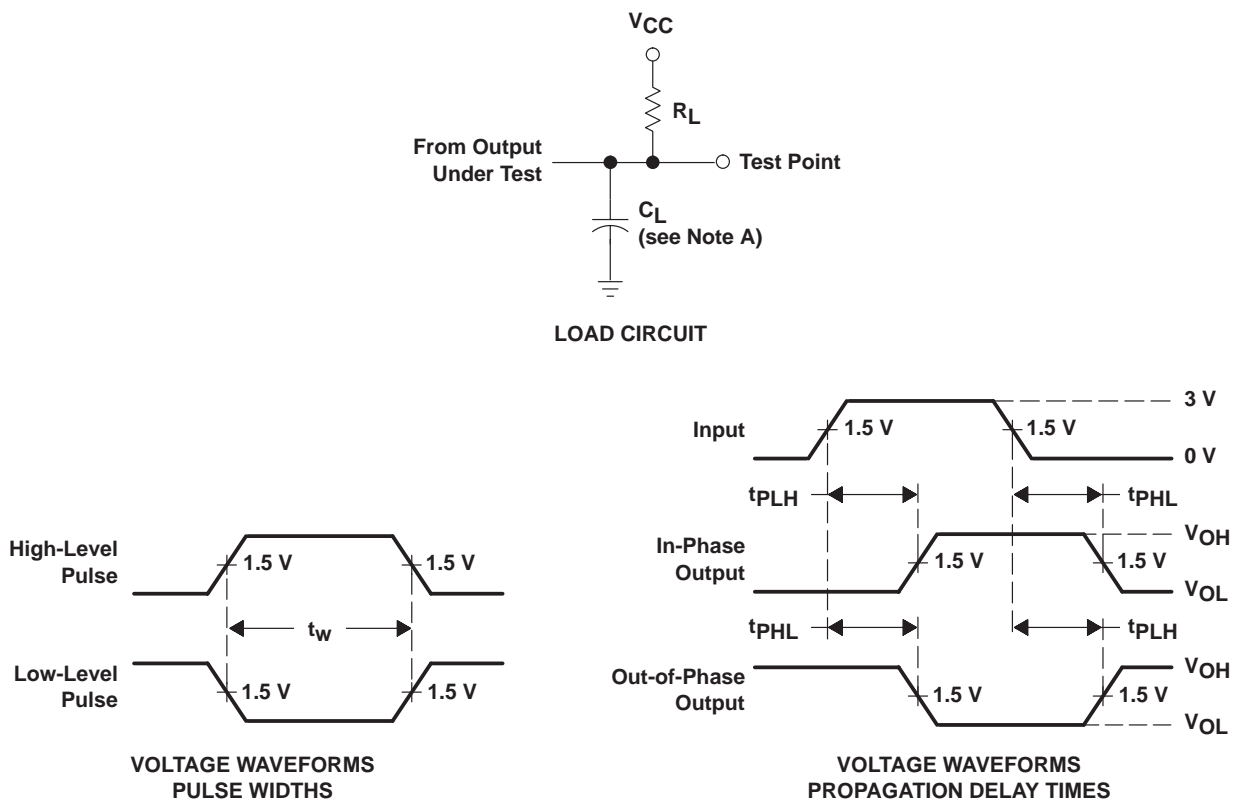 VCC
RL
From Output
Under Test
Test Point
CL
(see Note A)
LOAD CIRCUIT
High-Level
Pulse
1.5 V
1.5 V
tw
Low-Level
Pulse
1.5 V
1.5 V
VOLTAGE WAVEFORMS
PULSE WIDTHS
Input
1.5 V
1.5 V
3 V
0 V
tPLH
tPHL
In-Phase
Output
1.5 V
1.5 V
VOH
VOL
tPHL
tPLH
Out-of-Phase
Output
1.5 V
1.5 V
VOH
VOL
VOLTAGE WAVEFORMS
PROPAGATION DELAY TIMES